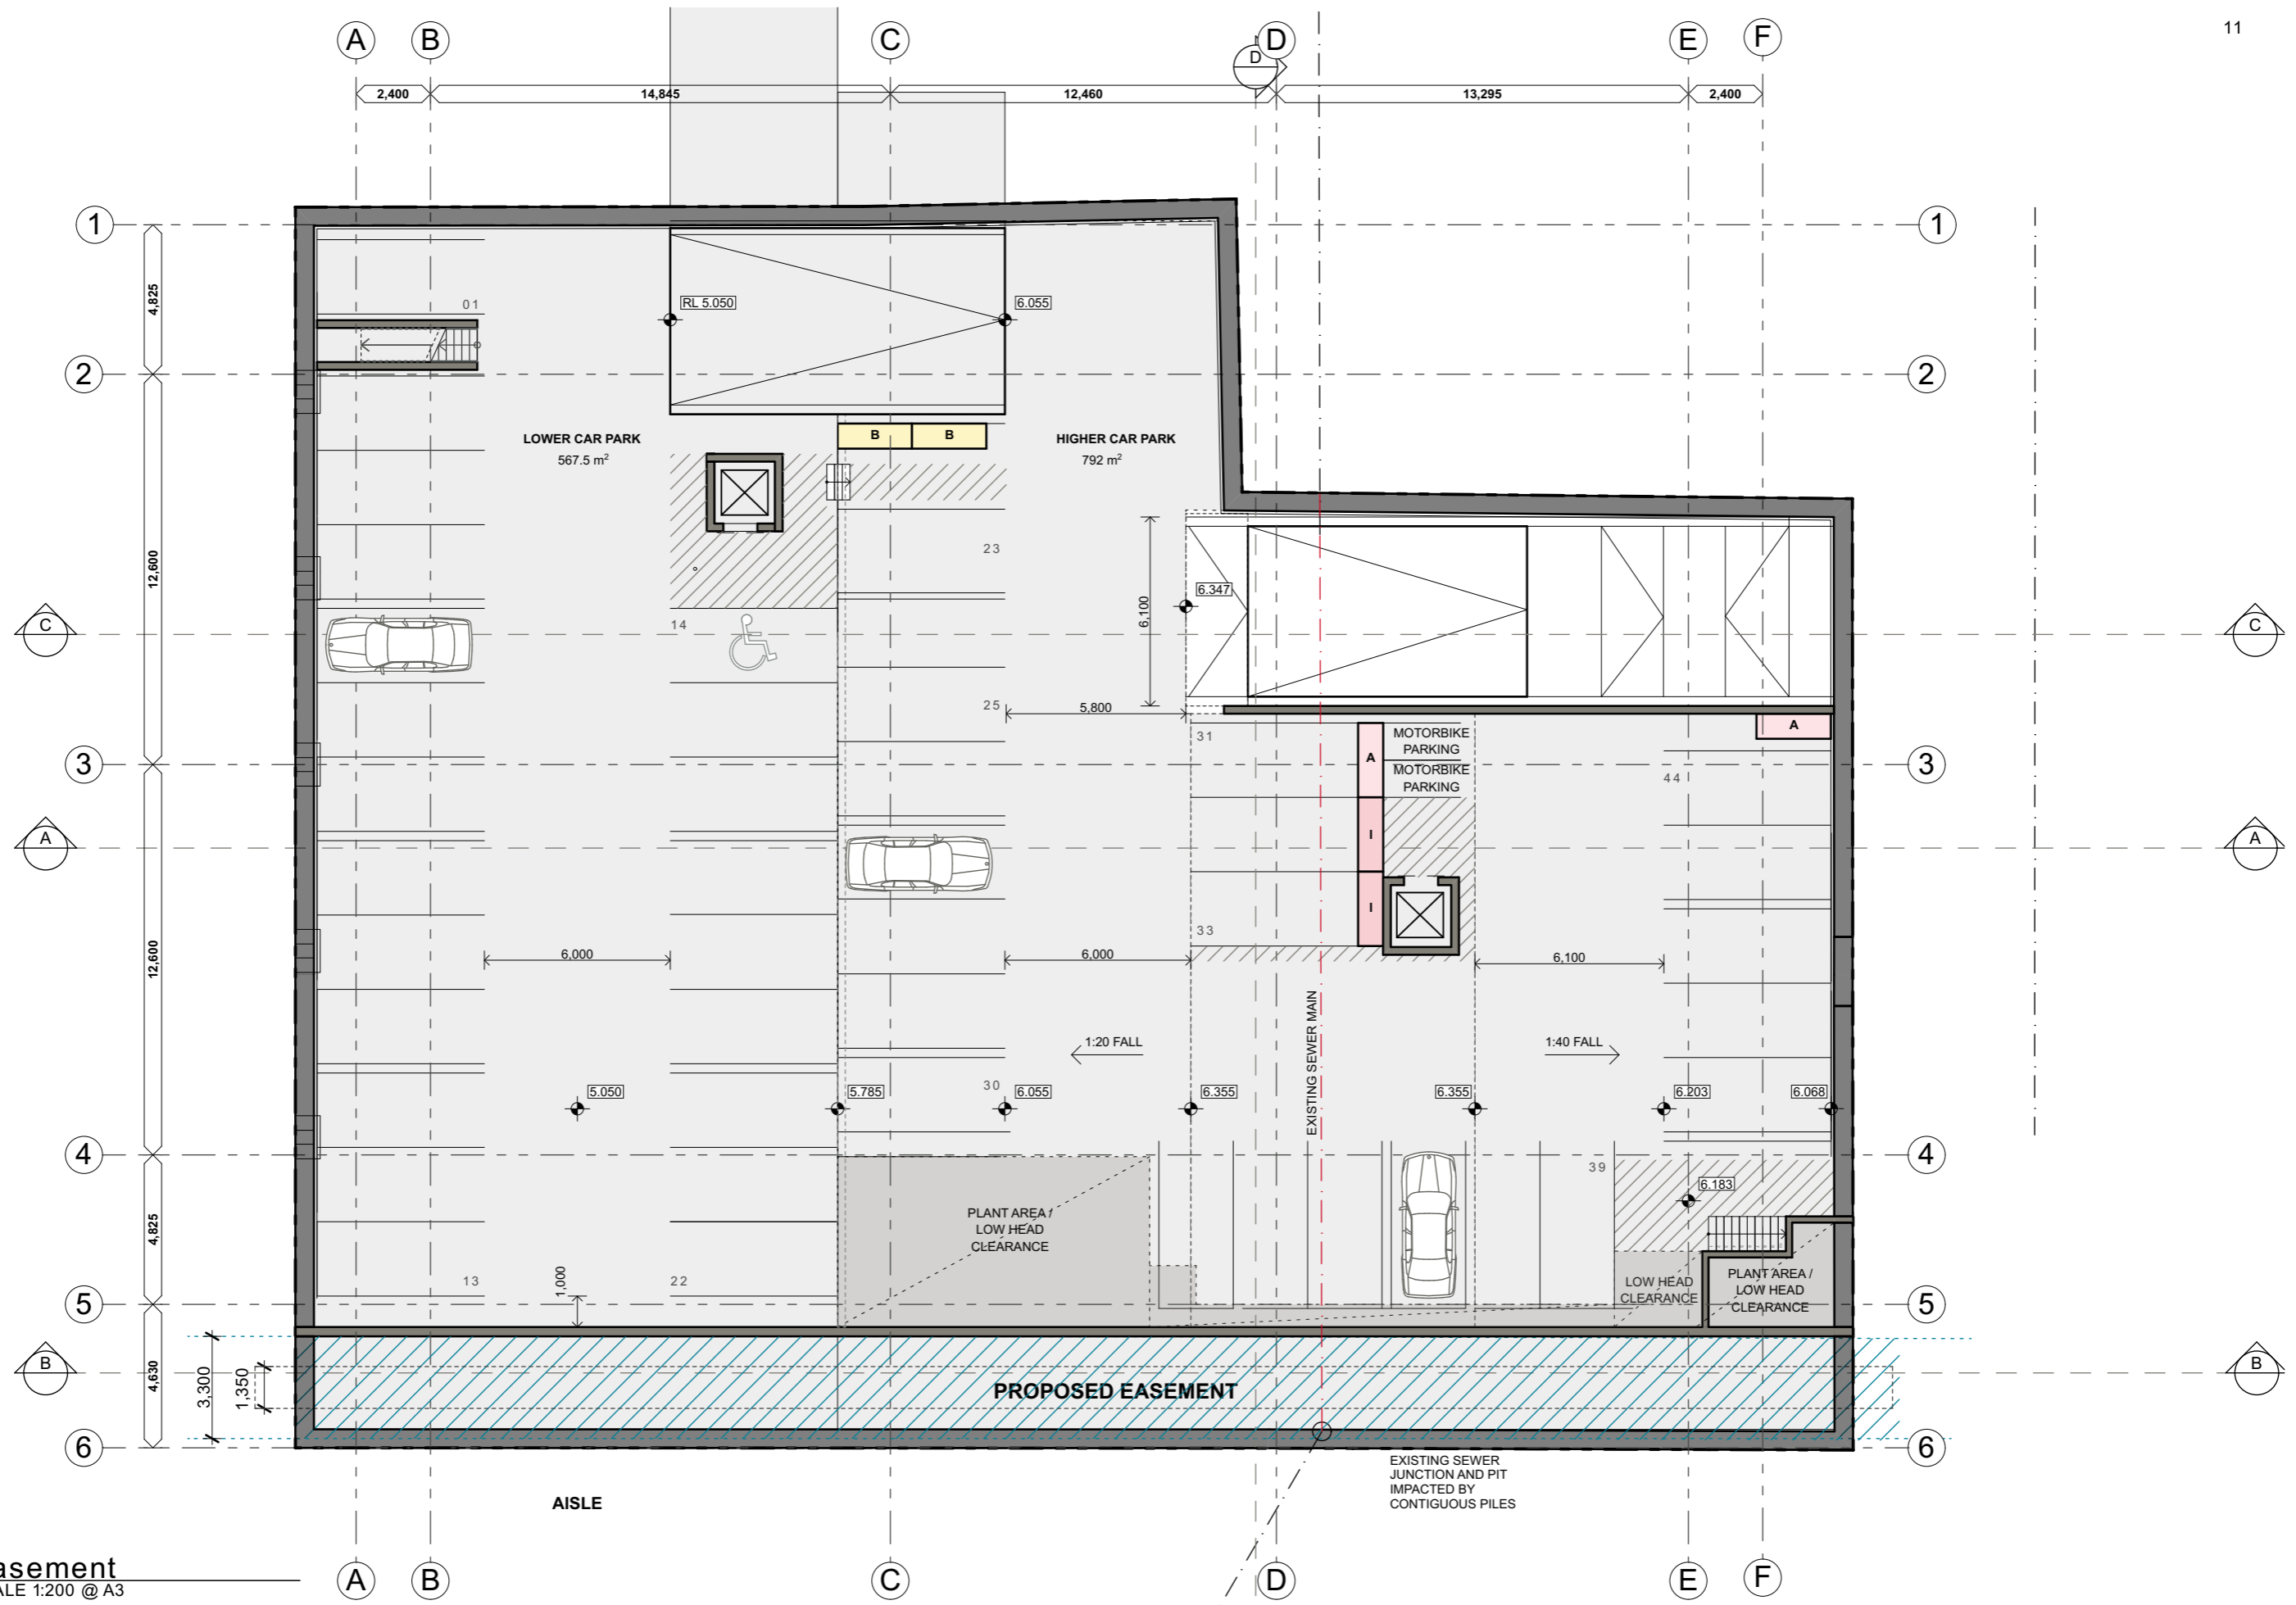 11
A
B
C
D
D
E
F
2,400
14,845
12,460
13,295
2,400
1
1
4,825
01
RL 5.050
6.055
2
2
LOWER CAR PARK
567.5 m²
B
B
HIGHER CAR PARK
792 m²
23
12,600
6.347
6,100
C
C
14
25
5,800
A
31
MOTORBIKE
PARKING
A
3
3
MOTORBIKE
PARKING
44
I
A
A
I
33
12,600
6,000
6,000
6,100
EXISTING SEWER MAIN
1:20 FALL
1:40 FALL
30
5.050
5.785
6.055
6.355
6.355
6.203
6.068
4
4
39
6.183
4,825
PLANT AREA /
LOW HEAD
CLEARANCE
13
1,000
22
LOW HEAD
CLEARANCE
PLANT AREA /
LOW HEAD
CLEARANCE
5
5
B
B
4,630
3,300
1,350
PROPOSED EASEMENT
6
6
EXISTING SEWER
JUNCTION AND PIT
IMPACTED BY
CONTIGUOUS PILES
AISLE
asement
ALE 1:200 @ A3
A
B
C
D
E
F